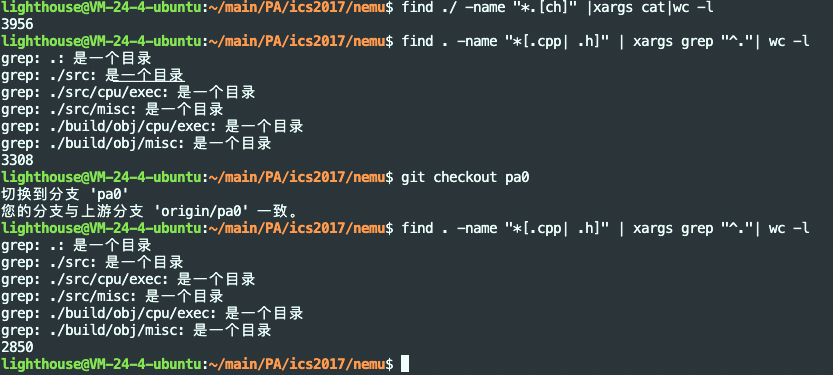 lighthouse@VM-24-4-ubuntu:~/main/PA/ics2017/nemu$ find ./ -name "*.[ch]" |xargs cat|wc -l
3956
lighthouse@VM-24-4-ubuntu:~/main/PA/ics2017/nemu$ find . -name "*[.cpp| .h]" | xargs grep "^."| wc -l
grep: .: 是一个目录
grep: ./src: 是一个目录
grep: ./src/cpu/exec: 是一个目录
grep: ./src/misc: 是一个目录
grep: ./build/obj/cpu/exec: 是一个目录
grep: ./build/obj/misc: 是一个目录
3308
lighthouse@VM-24-4-ubuntu:~/main/PA/ics2017/nemu$ git checkout pa0
切换到分支 'pa0'
您的分支与上游分支 'origin/pa0' 一致。
lighthouse@VM-24-4-ubuntu:~/main/PA/ics2017/nemu$ find . -name "*[.cpp| .h]" | xargs grep "^."| wc -l
grep: .: 是一个目录
grep: ./src: 是一个目录
grep: ./src/cpu/exec: 是一个目录
grep: ./src/misc: 是一个目录
grep: ./build/obj/cpu/exec: 是一个目录
grep: ./build/obj/misc: 是一个目录
2850
lighthouse@VM-24-4-ubuntu:~/main/PA/ics2017/nemu$